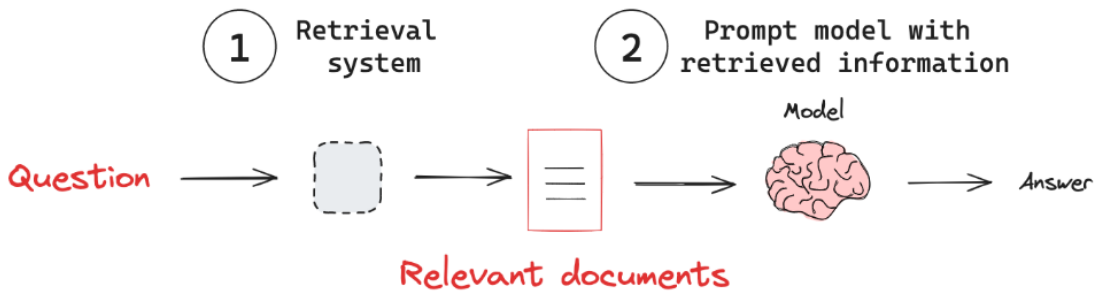 1
Retrieval
system
2
Prompt model with
retrieved information
Model
Question
Answer
Relevant documents